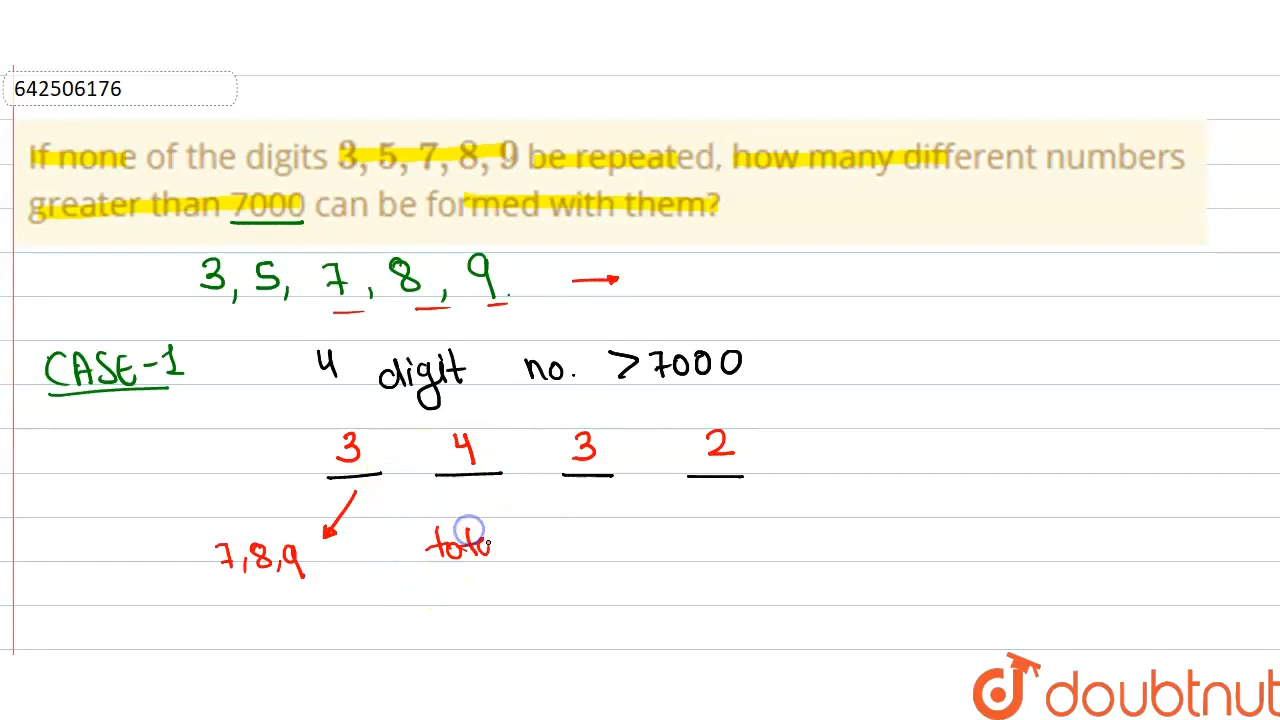 642506176
If none of the digits 3, 5, 7, 8, 9 be repeated, how many different numbers
greater than 7000 can be formed with them?
3, 5, 7, 8, 9.
CASE-1 4 digit no. > 7000
3 4 3 2
7,8,9
doubtnut